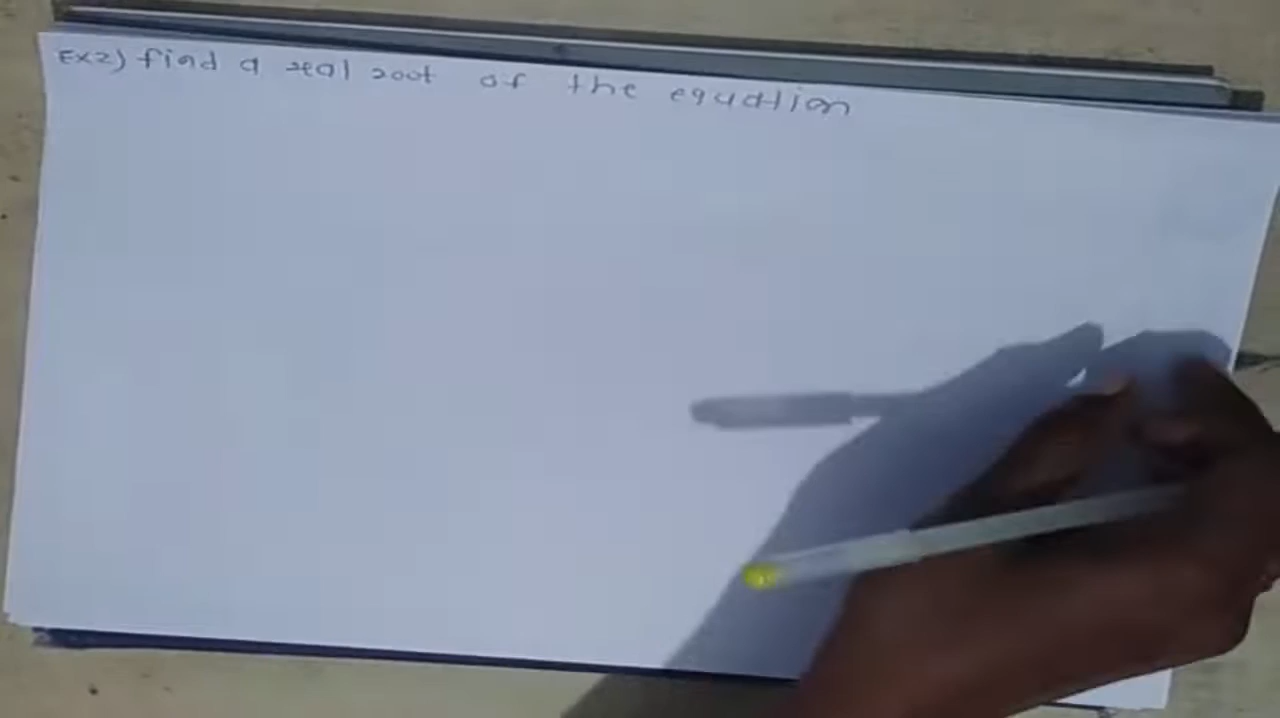 Ex2) find a real root of the equation